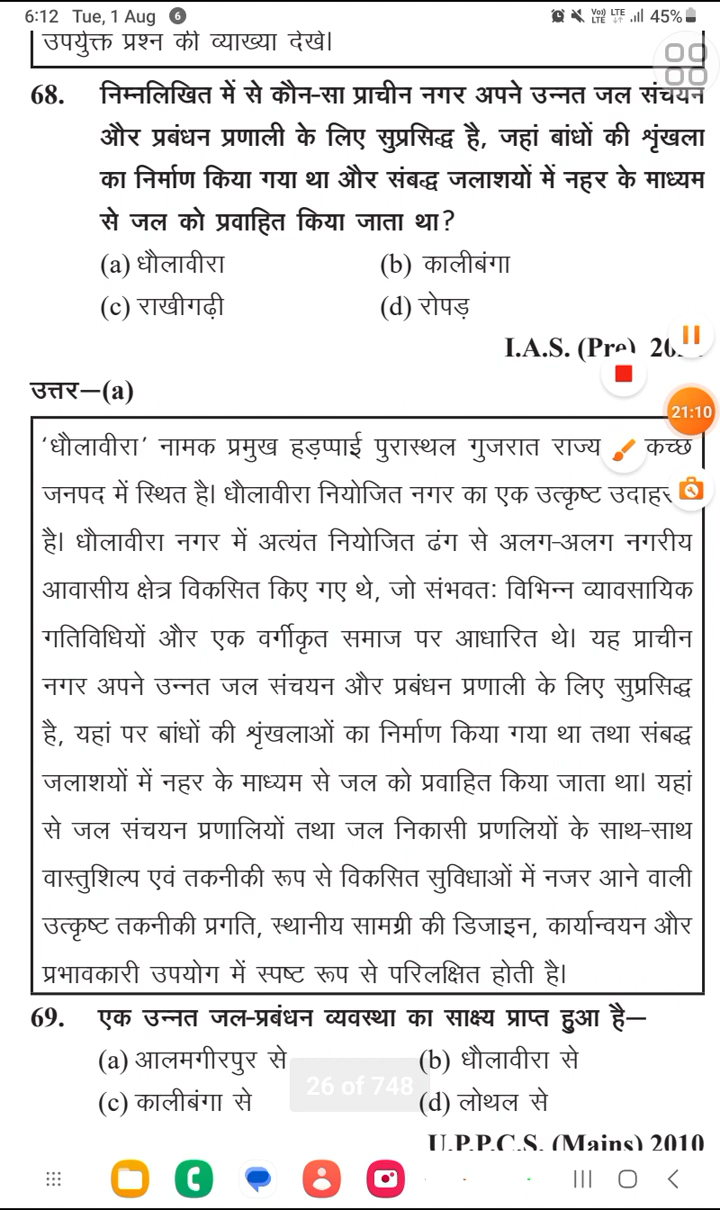 6:12 Tue, 1 Aug 6 Vo)) LTE LTE 45%
उपर्युक्त प्रश्न की व्याख्या देखें।
68. निम्नलिखित में से कौन-सा प्राचीन नगर अपने उन्नत जल संचयन
और प्रबंधन प्रणाली के लिए सुप्रसिद्ध है, जहां बांधों की शृंखला
का निर्माण किया गया था और संबद्ध जलाशयों में नहर के माध्यम
से जल को प्रवाहित किया जाता था?
(a) धौलावीरा (b) कालीबंगा
(c) राखीगढ़ी (d) रोपड़
I.A.S. (Pre)
उत्तर—(a)
21:10
'धौलावीरा' नामक प्रमुख हड़प्पाई पुरास्थल गुजरात राज्य कच्छ
जनपद में स्थित है। धौलावीरा नियोजित नगर का एक उत्कृष्ट
है। धौलावीरा नगर में अत्यंत नियोजित ढंग से अलग-अलग नगरीय
आवासीय क्षेत्र विकसित किए गए थे, जो संभवतः विभिन्न व्यावसायिक
गतिविधियों और एक वर्गीकृत समाज पर आधारित थे। यह प्राचीन
नगर अपने उन्नत जल संचयन और प्रबंधन प्रणाली के लिए सुप्रसिद्ध
है, यहां पर बांधों की शृंखलाओं का निर्माण किया गया था तथा संबद्ध
जलाशयों में नहर के माध्यम से जल को प्रवाहित किया जाता था। यहां
से जल संचयन प्रणालियों तथा जल निकासी प्रणलियों के साथ-साथ
वास्तुशिल्प एवं तकनीकी रूप से विकसित सुविधाओं में नजर आने वाली
उत्कृष्ट तकनीकी प्रगति, स्थानीय सामग्री की डिजाइन, कार्यान्वयन और
प्रभावकारी उपयोग में स्पष्ट रूप से परिलक्षित होती है।
69. एक उन्नत जल-प्रबंधन व्यवस्था का साक्ष्य प्राप्त हुआ है—
(a) आलमगीरपुर से (b) धौलावीरा से
26 of 748
(c) कालीबंगा से (d) लोथल से
U.P.P.C.S. (Mains) 2010